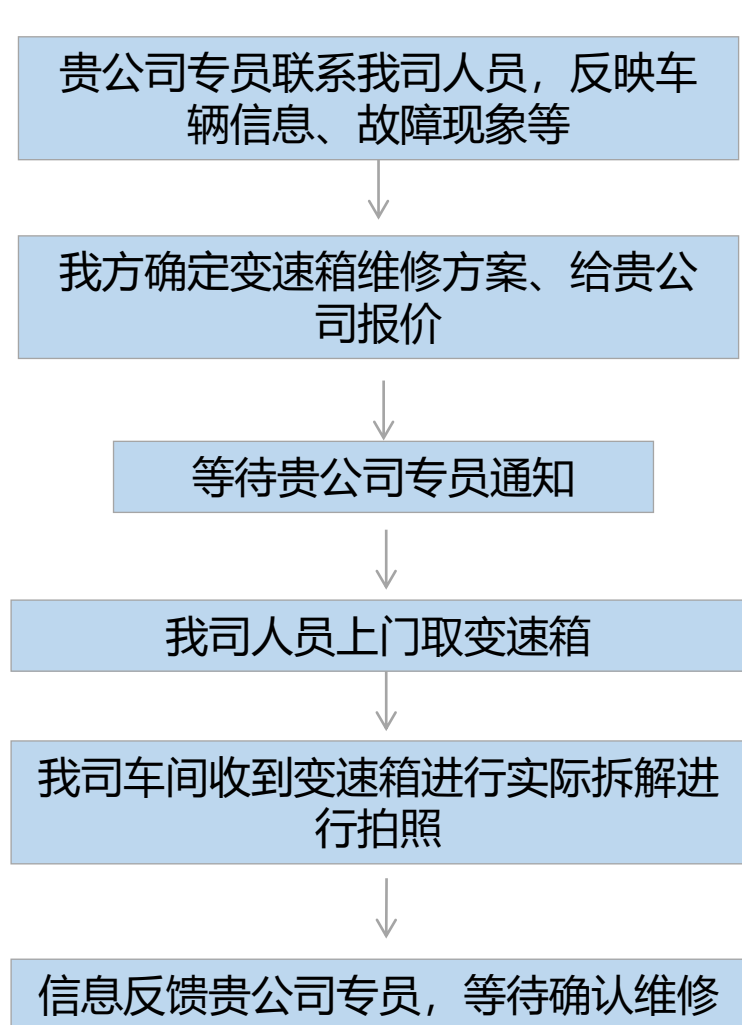 贵公司专员联系我司人员，反映车
辆信息、故障现象等
我方确定变速箱维修方案、给贵公
司报价
等待贵公司专员通知
我司人员上门取变速箱
我司车间收到变速箱进行实际拆解进
行拍照
信息反馈贵公司专员，等待确认维修